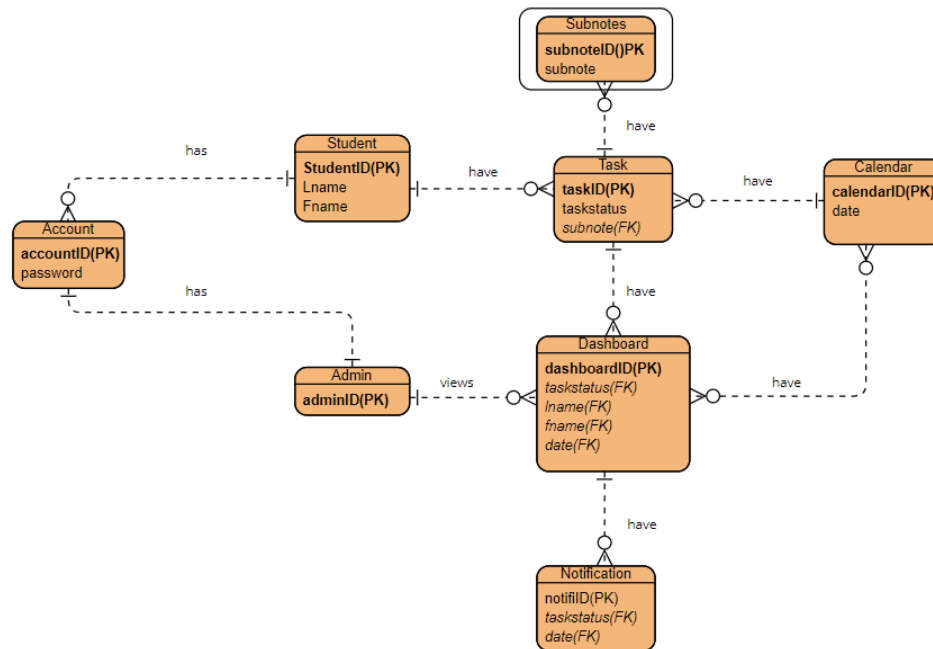 Subnotes
subnoteID()PK
subnote
have
Student
StudentID(PK)
Lname
Fname
has
have
Task
taskID(PK)
taskstatus
subnote(FK)
have
Calendar
calendarID(PK)
date
Account
accountID(PK)
password
has
have
Dashboard
dashboardID(PK)
taskstatus(FK)
lname(FK)
fname(FK)
date(FK)
Admin
adminID(PK)
views
have
have
Notification
notifiID(PK)
taskstatus(FK)
date(FK)